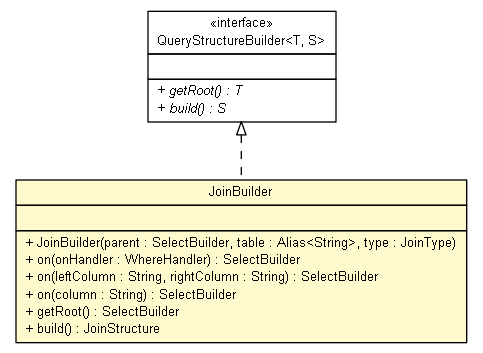 «interface»
QueryStructureBuilder<T, S>
+ getRoot() : T
+ build() : S
JoinBuilder
+ JoinBuilder(parent : SelectBuilder, table : Alias<String>, type : JoinType)
+ on(onHandler : WhereHandler) : SelectBuilder
+ on(leftColumn : String, rightColumn : String) : SelectBuilder
+ on(column : String) : SelectBuilder
+ getRoot() : SelectBuilder
+ build() : JoinStructure